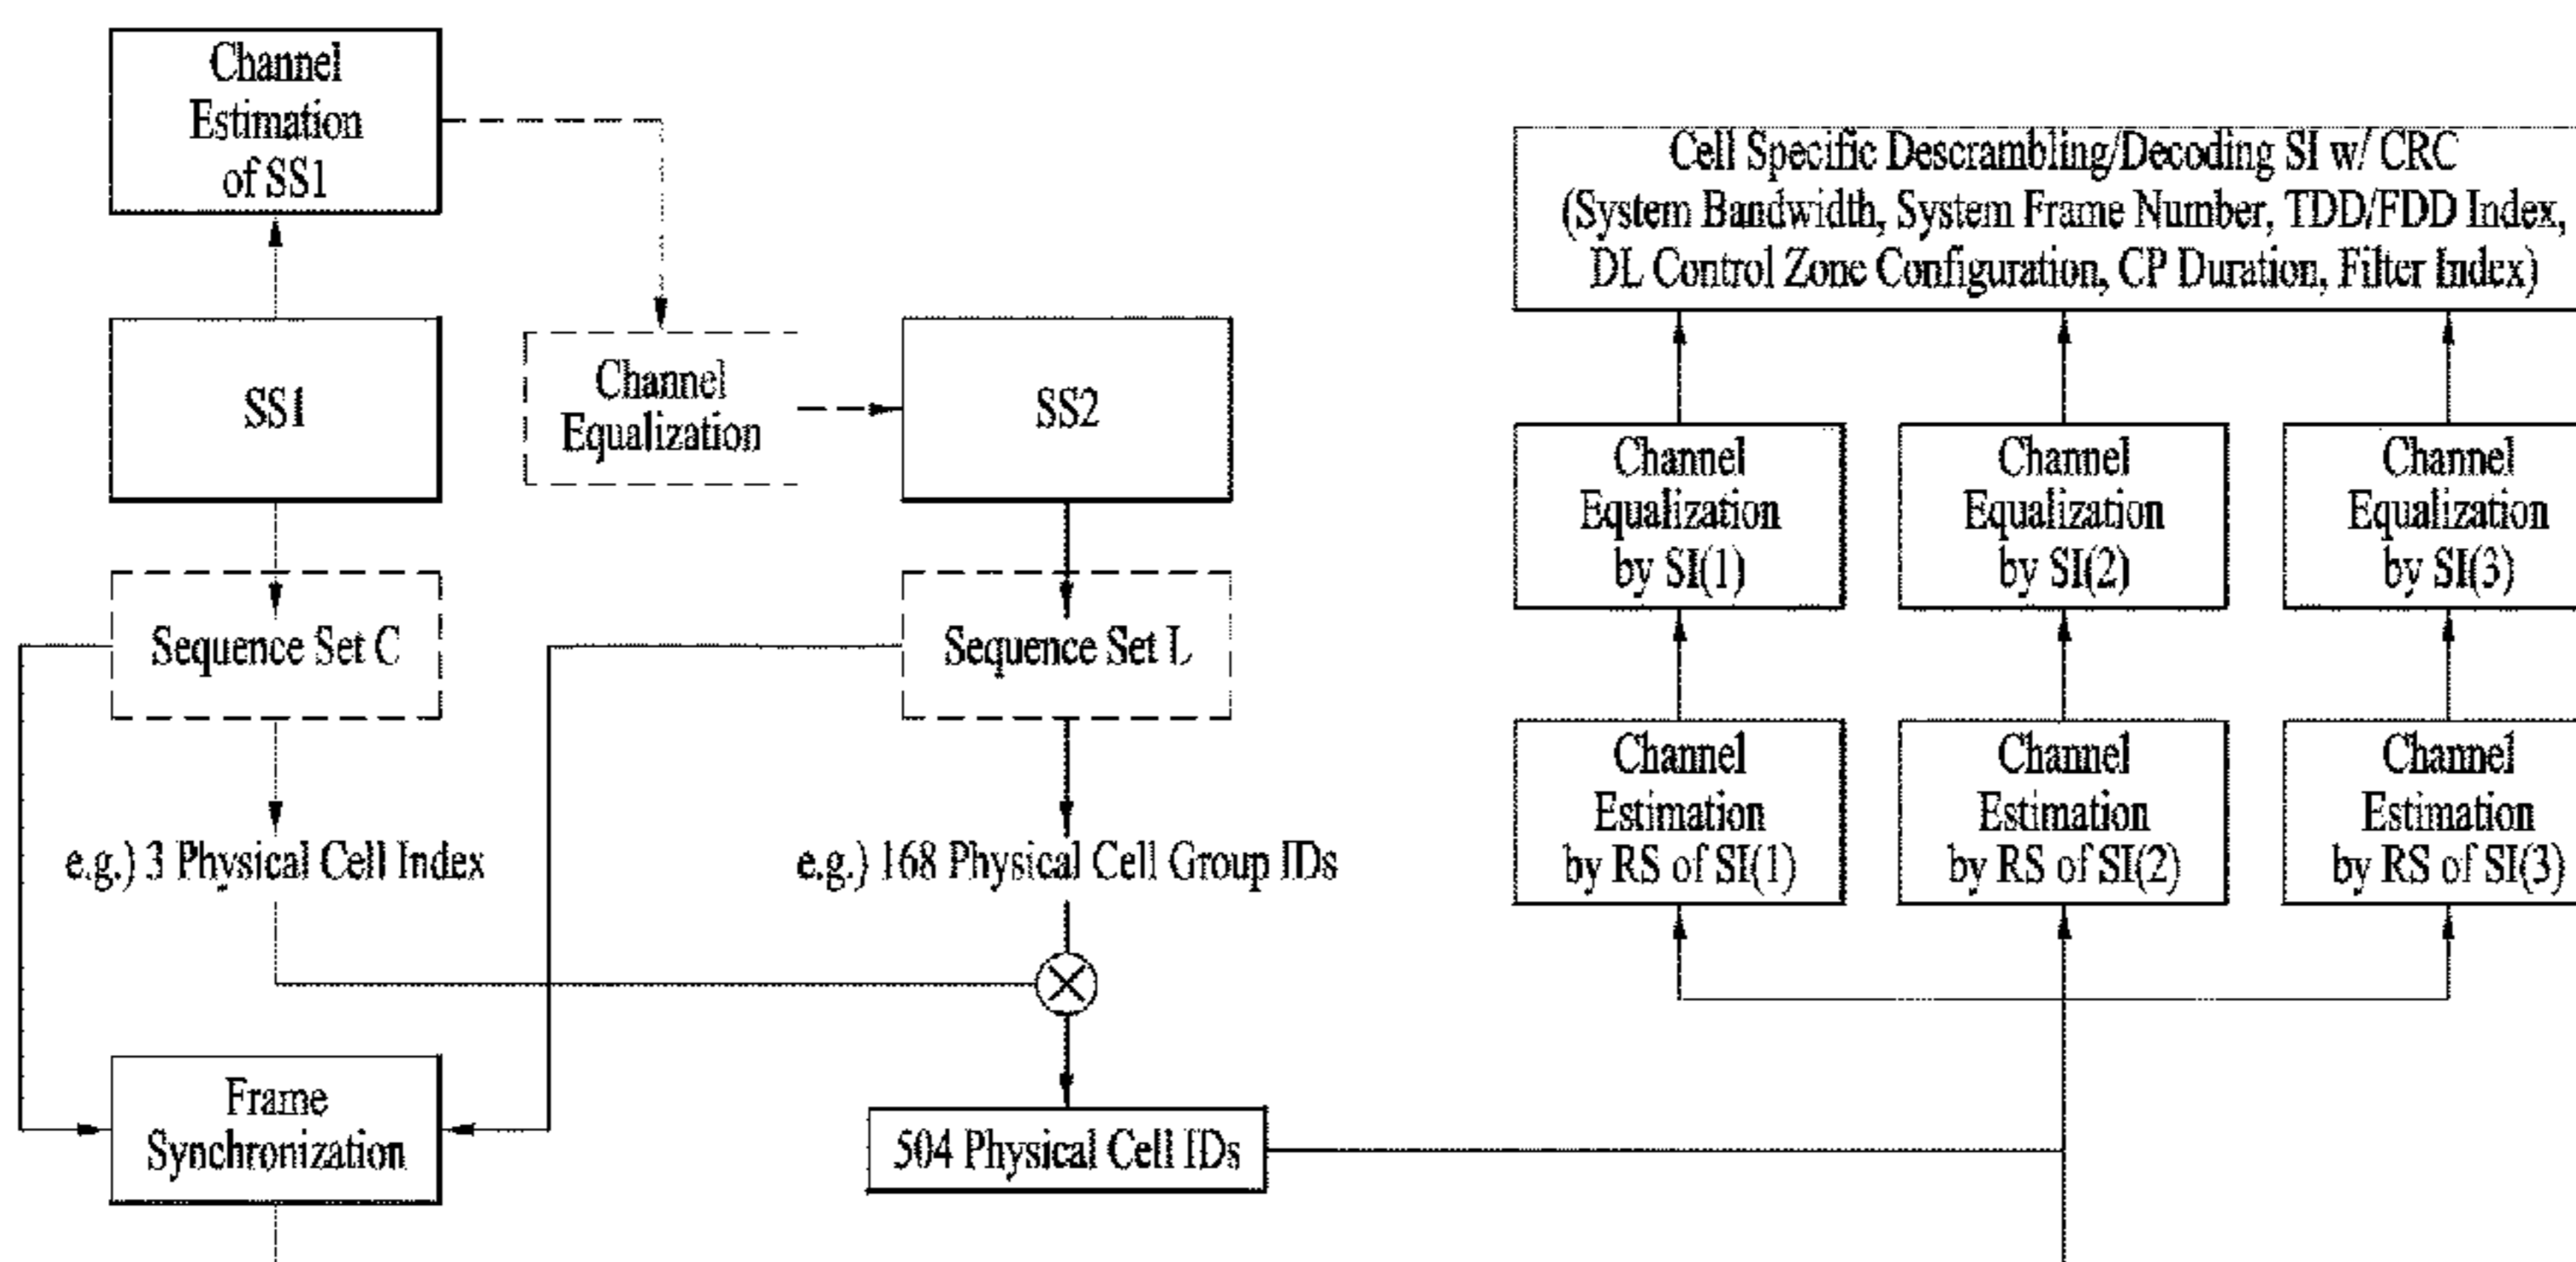 Channel
Estimation
of SS1
SS1
Channel
Equalization
SS2
Sequence Set C
Sequence Set L
e.g.) 3 Physical Cell Index
e.g.) 168 Physical Cell Group IDs
Frame
Synchronization
504 Physical Cell IDs
Cell Specific Descrambling/Decoding SI w/ CRC
(System Bandwidth, System Frame Number, TDD/FDD Index,
DL Control Zone Configuration, CP Duration, Filter Index)
Channel
Equalization
by SI(1)
Channel
Equalization
by SI(2)
Channel
Equalization
by SI(3)
Channel
Estimation
by RS of SI(1)
Channel
Estimation
by RS of SI(2)
Channel
Estimation
by RS of SI(3)